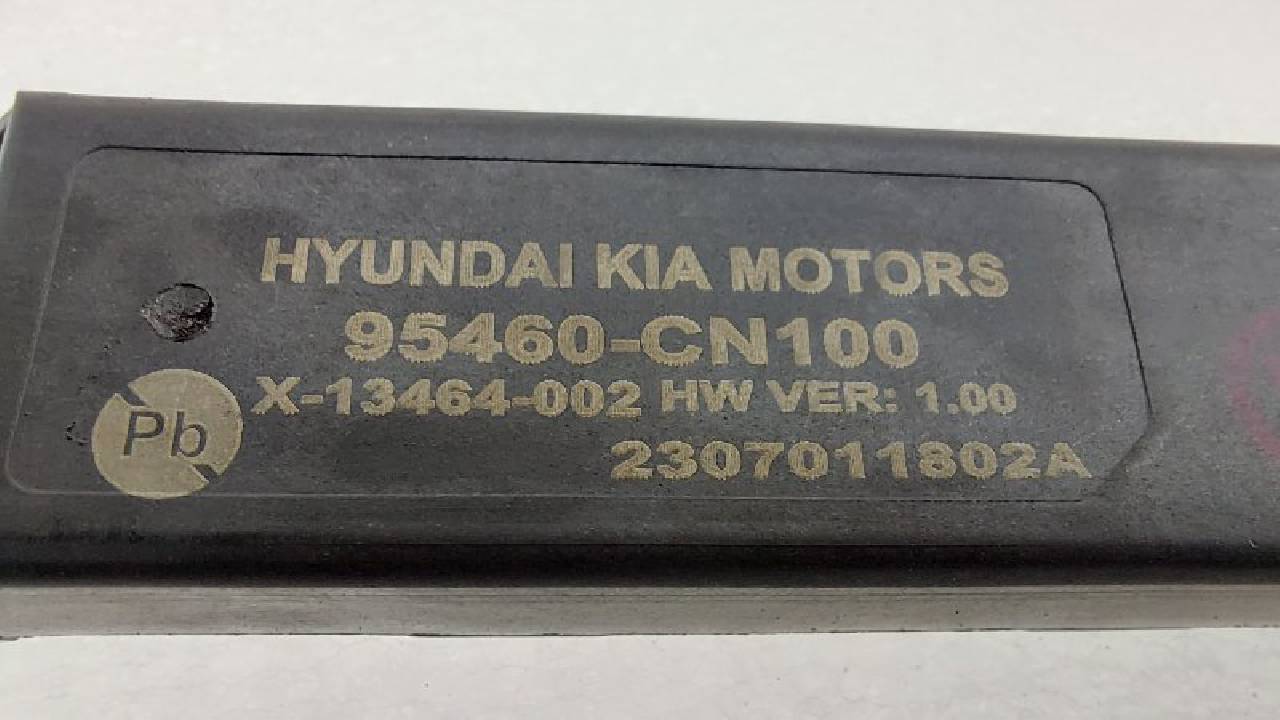 HYUNDAI KIA MOTORS
95460-CN100
X-13464-002 HW VER: 1.00
Pb
2307011802A